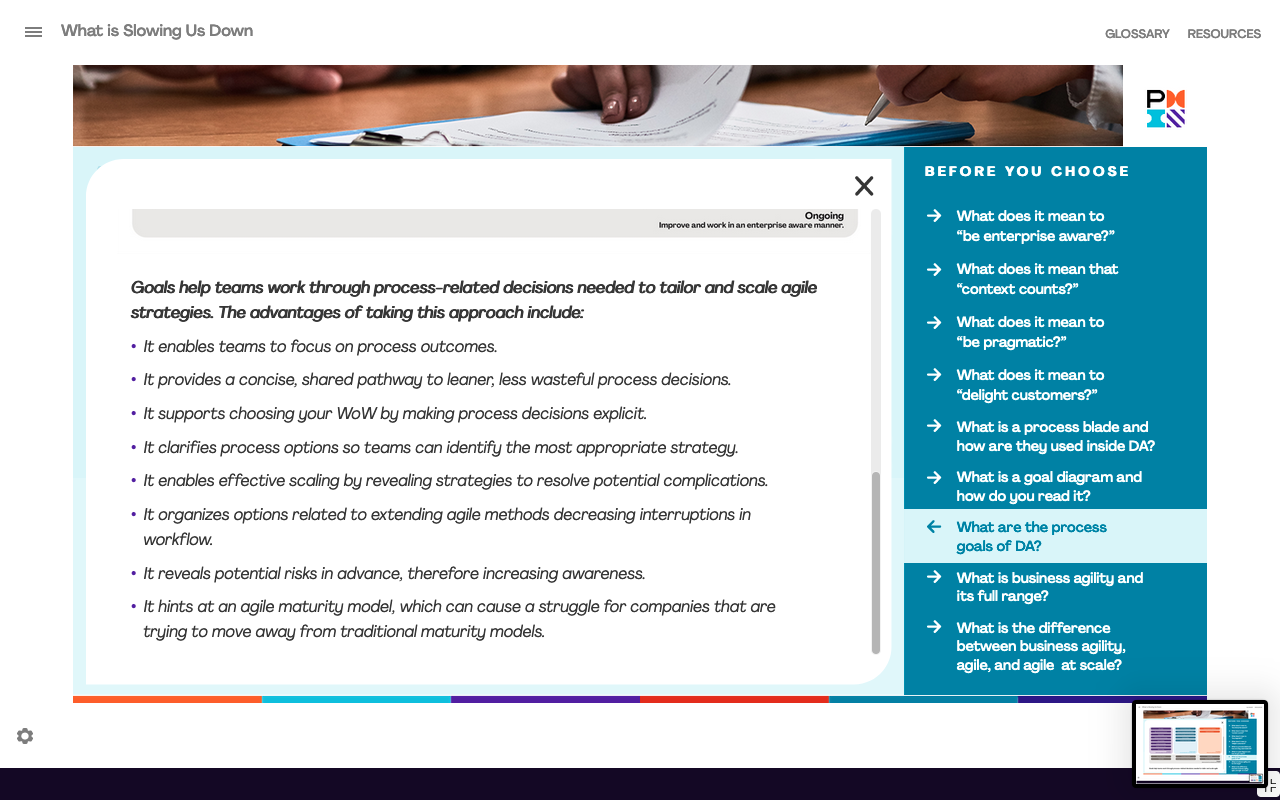 What is Slowing Us Down
GLOSSARY RESOURCES
BEFORE YOU CHOOSE
Ongoing
Improve and work in an enterprise aware manner.
Goals help teams work through process-related decisions needed to tailor and scale agile
strategies. The advantages of taking this approach include:
• It enables teams to focus on process outcomes.
• It provides a concise, shared pathway to leaner, less wasteful process decisions.
• It supports choosing your WoW by making process decisions explicit.
• It clarifies process options so teams can identify the most appropriate strategy.
• It enables effective scaling by revealing strategies to resolve potential complications.
• It organizes options related to extending agile methods decreasing interruptions in
workflow.
• It reveals potential risks in advance, therefore increasing awareness.
• It hints at an agile maturity model, which can cause a struggle for companies that are
trying to move away from traditional maturity models.
What does it mean to
“be enterprise aware?”
What does it mean that
“context counts?”
What does it mean to
“be pragmatic?”
What does it mean to
“delight customers?”
What is a process blade and
how are they used inside DA?
What is a goal diagram and
how do you read it?
What are the process
goals of DA?
What is business agility and
its full range?
What is the difference
between business agility,
agile, and agile at scale?